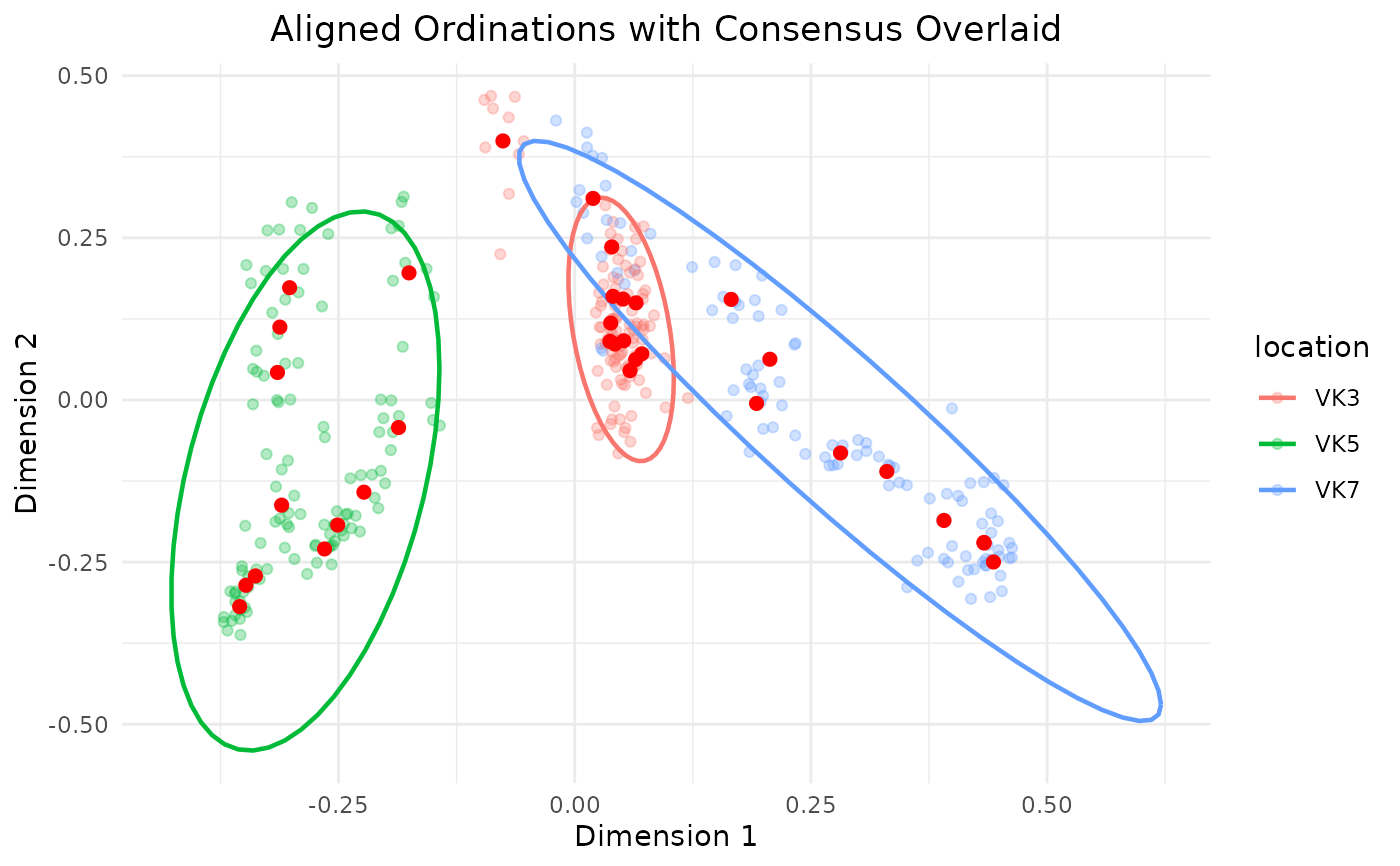 Aligned Ordinations with Consensus Overlaid
0.50
0.25
0.00
-0.25
-0.50
Dimension 2
-0.25
0.00
0.25
0.50
Dimension 1
location
VK3
VK5
VK7